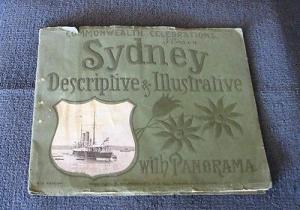 COMMONWEALTH CELEBRATIONS
Sydney
Descriptive & Illustrative
with PANORAMA